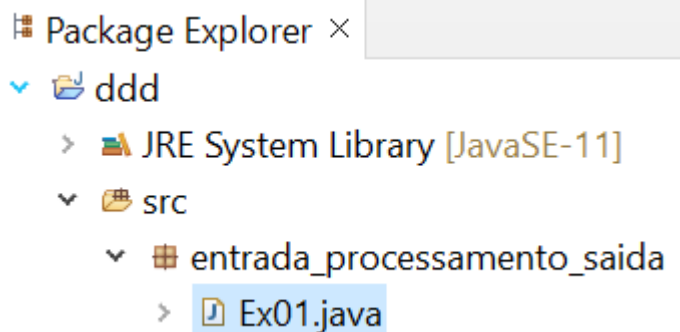 Package Explorer ×
ddd
JRE System Library [JavaSE-11]
src
entrada_processamento_saida
Ex01.java